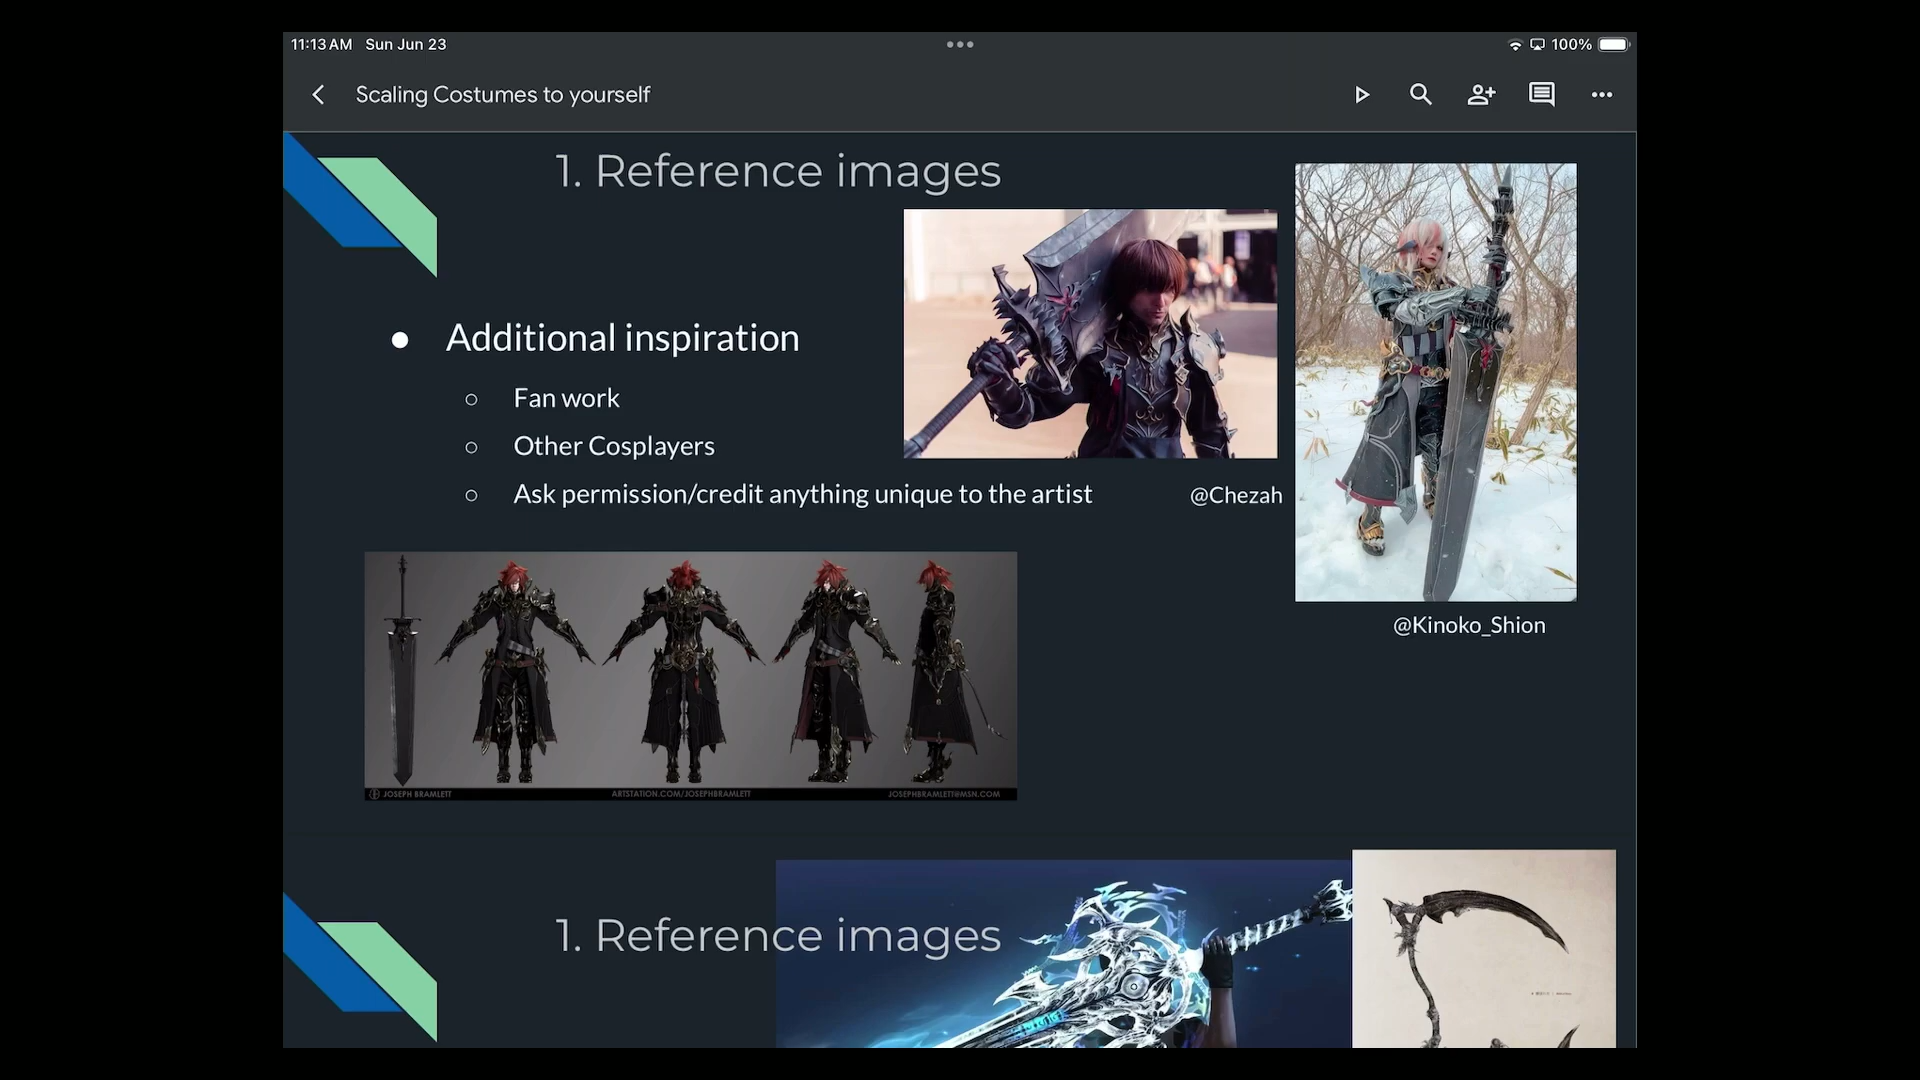 11:13 AM Sun Jun 23
100%
Scaling Costumes to yourself
1. Reference images
Additional inspiration
Fan work
Other Cosplayers
Ask permission/credit anything unique to the artist
@Chezah
@Kinoko_Shion
JOSEPH BRAMLETT
ARTSTATION.COM/JOSEPHBRAMLETT
JOSEPHBRAMLETT@MSN.COM
1. Reference images